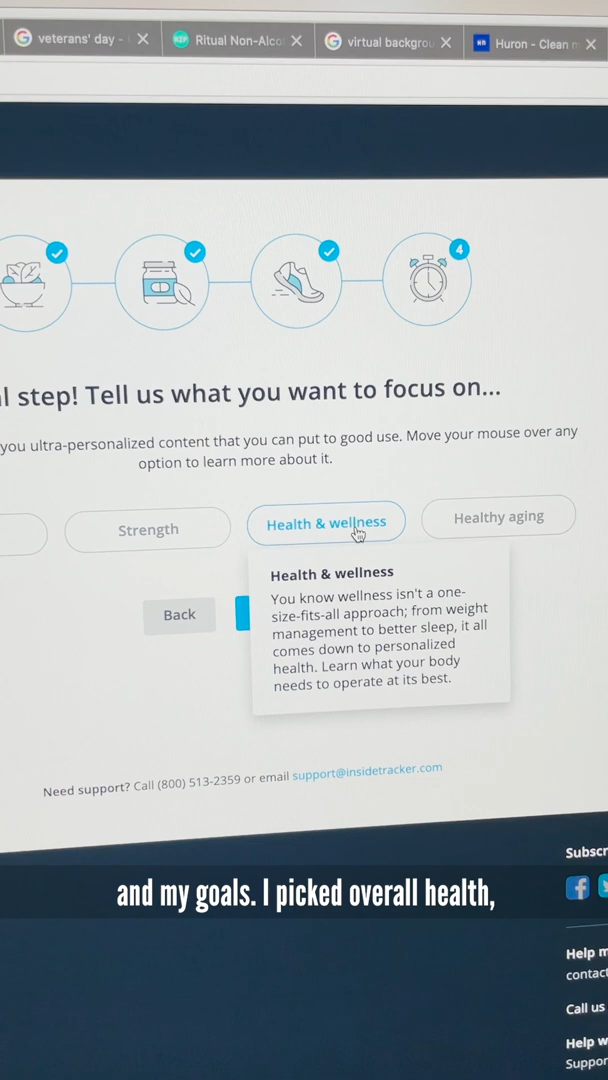 veterans' day -
Ritual Non-Alco
virtual backgrou
Huron - Clean m
4
l step! Tell us what you want to focus on...
you ultra-personalized content that you can put to good use. Move your mouse over any
option to learn more about it.
Strength
Health & wellness
Healthy aging
Health & wellness
You know wellness isn't a one-
size-fits-all approach; from weight
management to better sleep, it all
comes down to personalized
health. Learn what your body
needs to operate at its best.
Back
Need support? Call (800) 513-2359 or email support@insidetracker.com
and my goals. I picked overall health,
Subscr
Help m
contact
Call us
Help w
Suppor